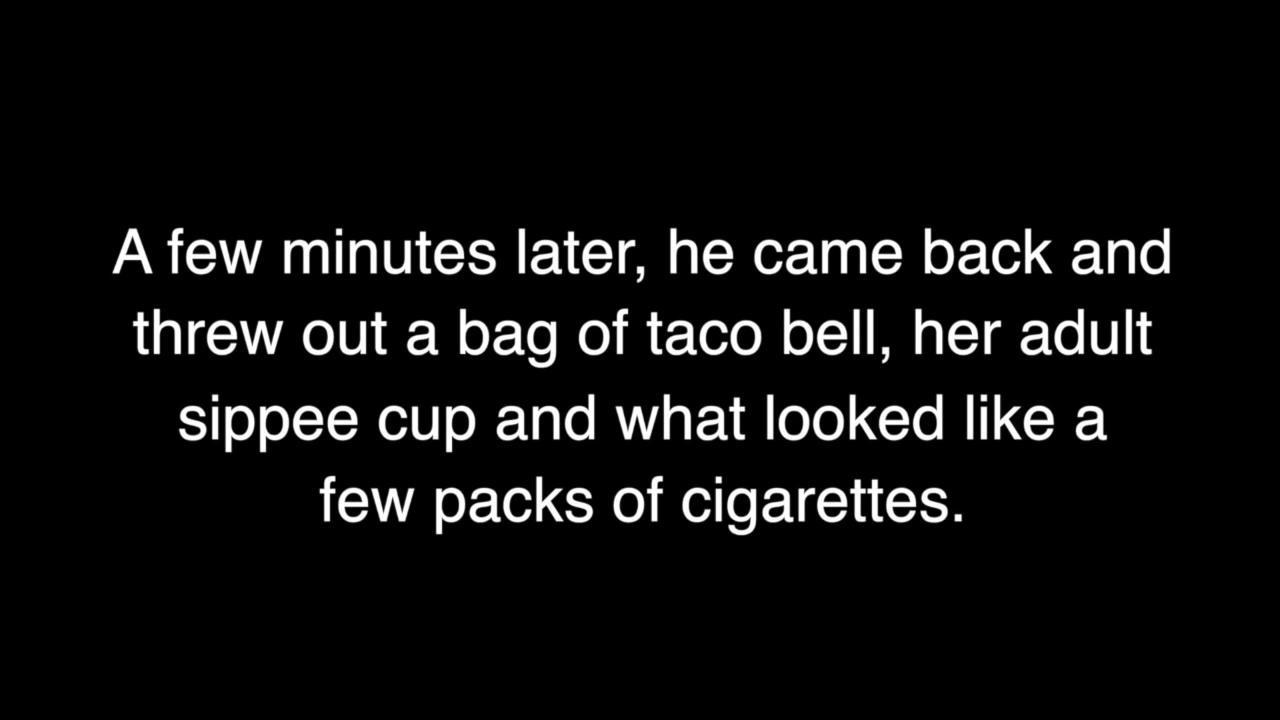 A few minutes later, he came back and
threw out a bag of taco bell, her adult
sippee cup and what looked like a
few packs of cigarettes.